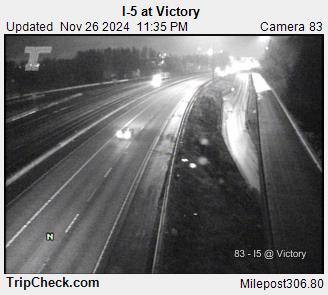 I-5 at Victory
Updated Nov 26 2024 11:35 PM Camera 83
T
N
83 - I5 @ Victory
TripCheck.com Milepost306.80